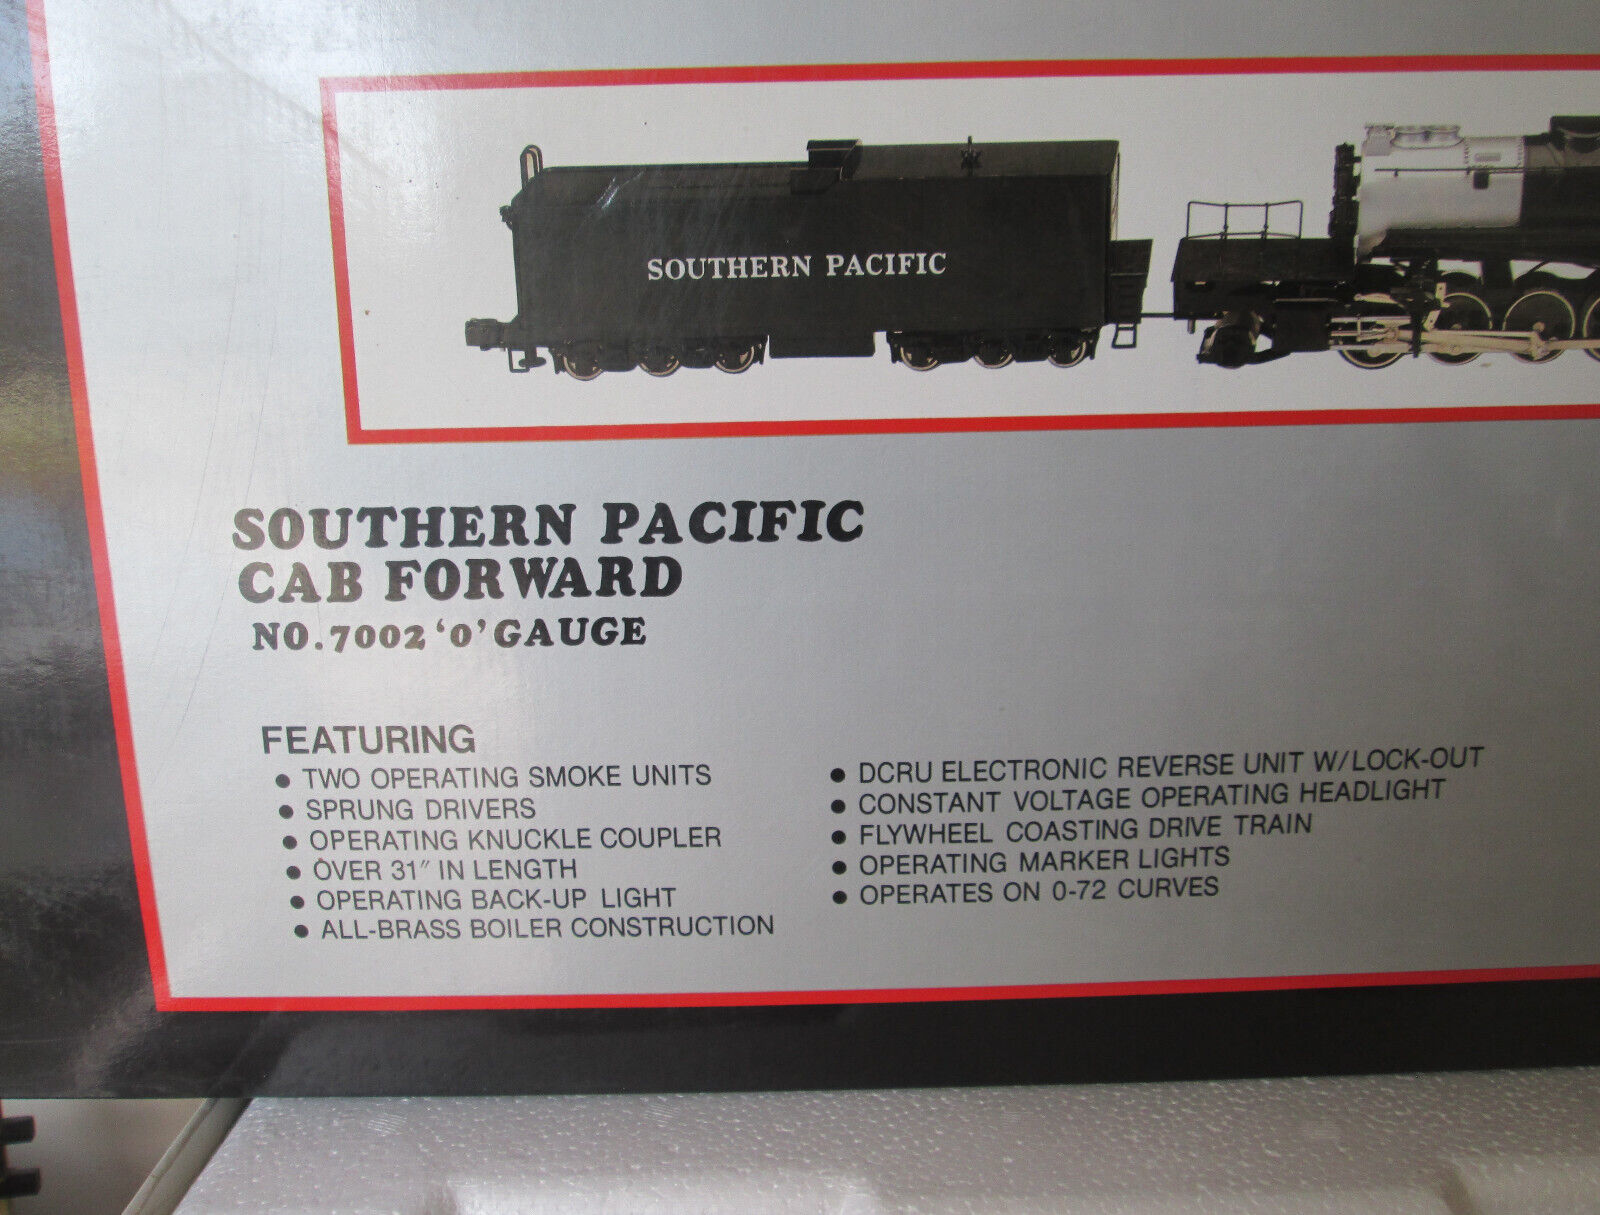 SOUTHERN PACIFIC
SOUTHERN PACIFIC
CAB FORWARD
NO. 7002 'O' GAUGE
FEATURING
● TWO OPERATING SMOKE UNITS
● SPRUNG DRIVERS
● OPERATING KNUCKLE COUPLER
● OVER 31" IN LENGTH
● OPERATING BACK-UP LIGHT
● ALL-BRASS BOILER CONSTRUCTION
● DCRU ELECTRONIC REVERSE UNIT W/LOCK-OUT
● CONSTANT VOLTAGE OPERATING HEADLIGHT
● FLYWHEEL COASTING DRIVE TRAIN
● OPERATING MARKER LIGHTS
● OPERATES ON 0-72 CURVES